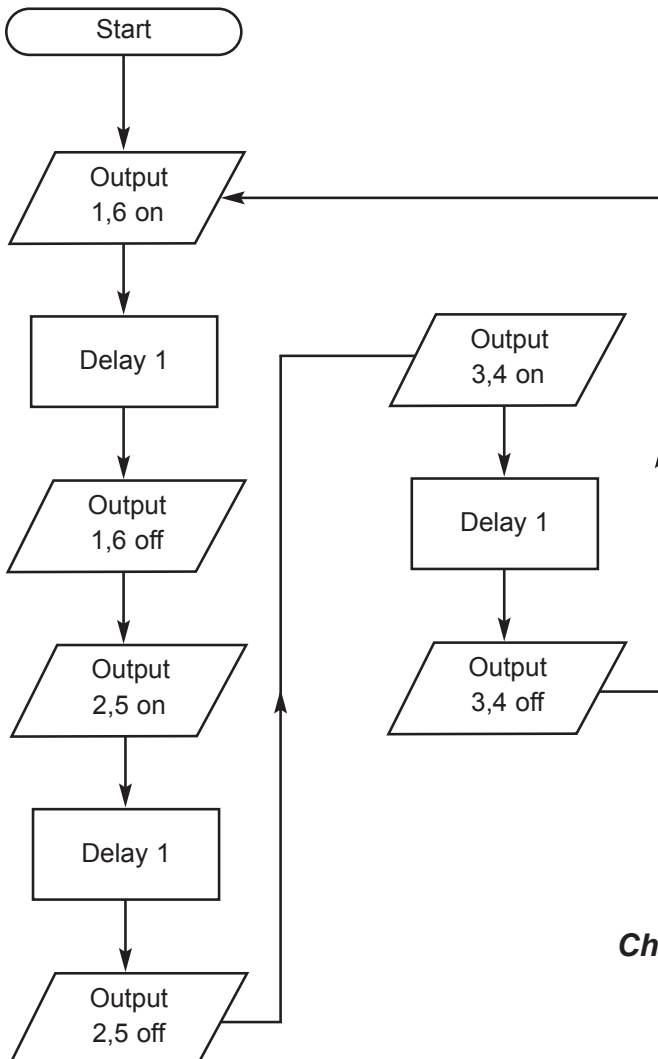 Start
Output
1,6 on
Delay 1
Output
1,6 off
Output
2,5 on
Delay 1
Output
2,5 off
Output
3,4 on
Delay 1
Output
3,4 off